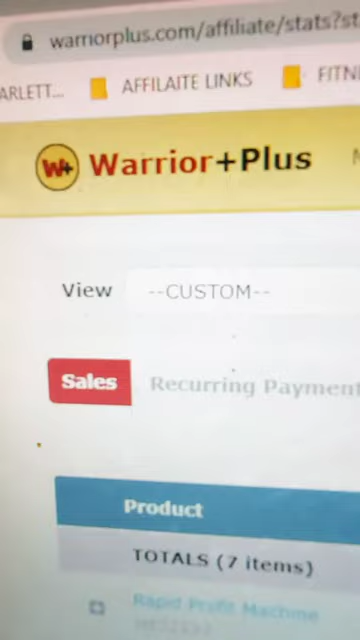 warriorplus.com/affiliate/stats?st
ARLETT... AFFILAITE LINKS FITN
W+ Warrior+Plus
View --CUSTOM--
Sales Recurring Payment
Product
TOTALS (7 items)
Rapid Profit Machine